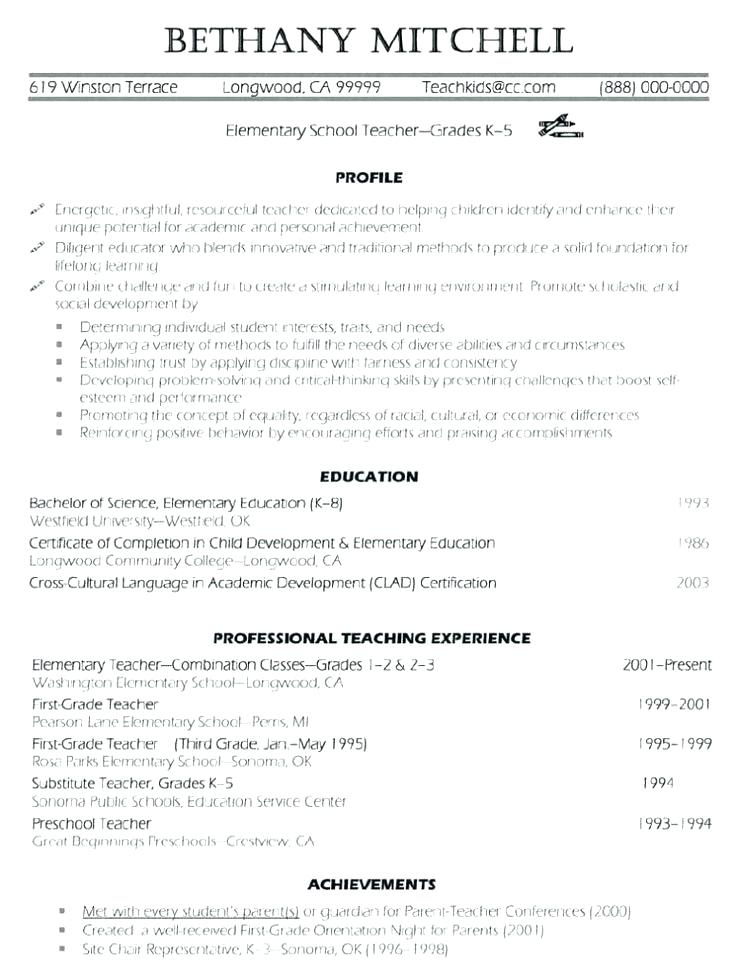 BETHANY MITCHELL
619 Winston Terrace Longwood, CA 99999 Teachkids@cc.com (888) 000-0000
Elementary School Teacher—Grades K–5
PROFILE
Energetic, insightful, resourceful teacher dedicated to helping children identify and enhance their
unique potential for academic and personal achievement
Diligent educator who blends innovative and traditional methods to produce a solid foundation for
lifelong learning
Combine challenge and fun to create a stimulating learning environment. Promote scholastic and
social development by
Determining individual student interests, traits, and needs
Applying a variety of methods to fulfill the needs of diverse abilities and circumstances
Establishing trust by applying discipline with fairness and consistency
Developing problem-solving and critical-thinking skills by presenting challenges that boost self-
esteem and performance
Promoting the concept of equality, regardless of racial, cultural, or economic differences
Reinforcing positive behavior by encouraging efforts and praising accomplishments
EDUCATION
Bachelor of Science, Elementary Education (K–8) 1993
Westfield University—Westfield, OK
Certificate of Completion in Child Development & Elementary Education 1986
Longwood Community College—Longwood, CA
Cross-Cultural Language in Academic Development (CLAD) Certification 2003
PROFESSIONAL TEACHING EXPERIENCE
Elementary Teacher—Combination Classes—Grades 1–2 & 2–3 2001–Present
Washington Elementary School—Longwood, CA
First-Grade Teacher 1999–2001
Pearson Lane Elementary School—Perris, MI
First-Grade Teacher (Third Grade, Jan.–May 1995) 1995–1999
Rosa Parks Elementary School—Sonoma, OK
Substitute Teacher, Grades K–5 1994
Sonoma Public Schools, Education Service Center
Preschool Teacher 1993–1994
Great Beginnings Preschools—Crestview, CA
ACHIEVEMENTS
Met with every student's parent(s) or guardian for Parent-Teacher Conferences (2000)
Created a well-received First-Grade Orientation Night for Parents (2001)
Site Chair Representative, K–3—Sonoma, OK (1996–1998)